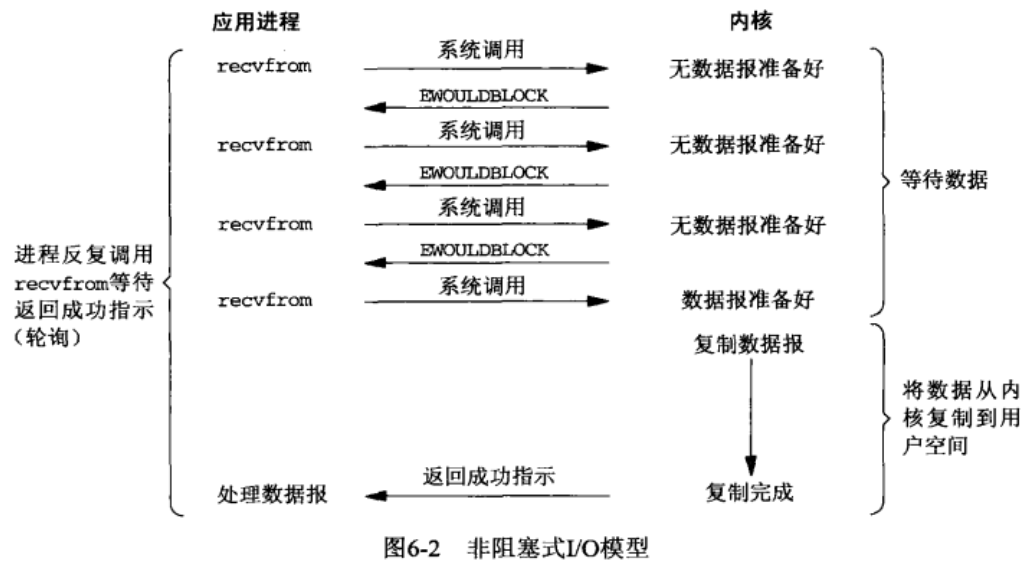 应用进程
内核
recvfrom
系统调用
无数据报准备好
EWOULDBLOCK
recvfrom
系统调用
无数据报准备好
EWOULDBLOCK
等待数据
recvfrom
系统调用
无数据报准备好
EWOULDBLOCK
进程反复调用
recvfrom等待
返回成功指示
（轮询）
recvfrom
系统调用
数据报准备好
复制数据报
将数据从内
核复制到用
户空间
处理数据报
返回成功指示
复制完成
图6-2 非阻塞式I/O模型